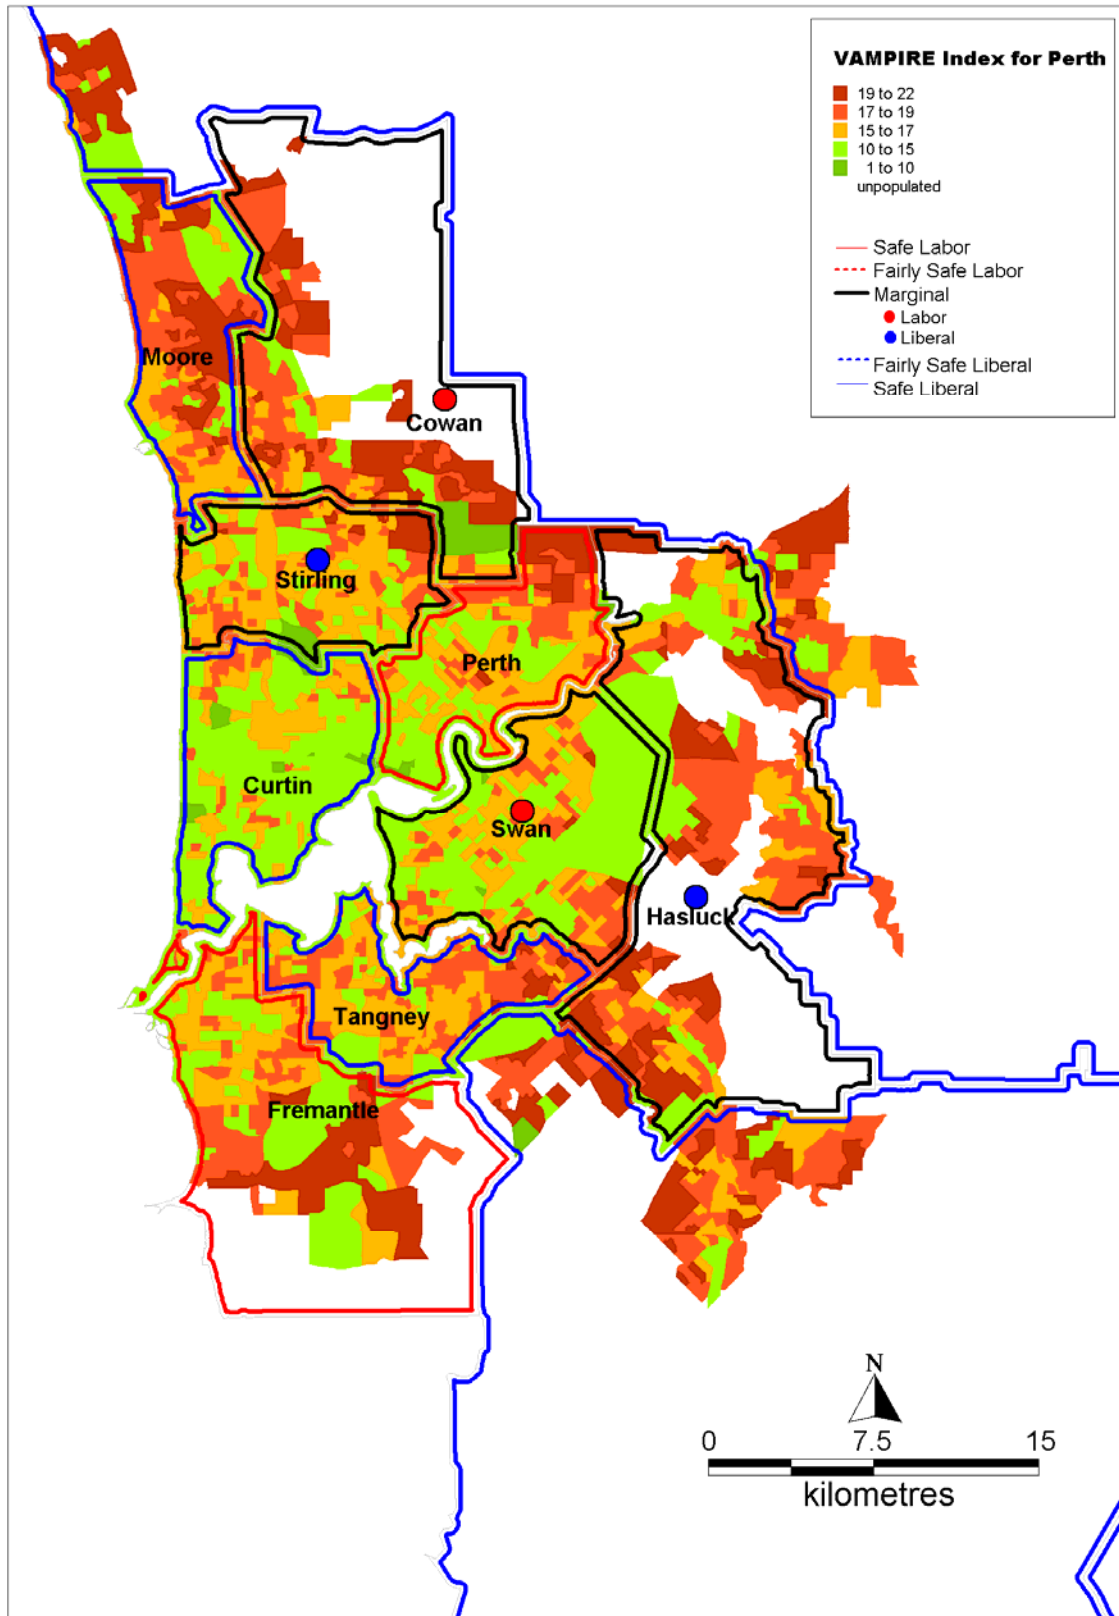 VAMPIRE Index for Perth
19 to 22
17 to 19
15 to 17
10 to 15
1 to 10
unpopulated
Safe Labor
Fairly Safe Labor
Marginal
Labor
Liberal
Fairly Safe Liberal
Safe Liberal
Moore
Cowan
Stirling
Perth
Curtin
Swan
Hasluck
Tangney
Fremantle
N
0 7.5 15
kilometres